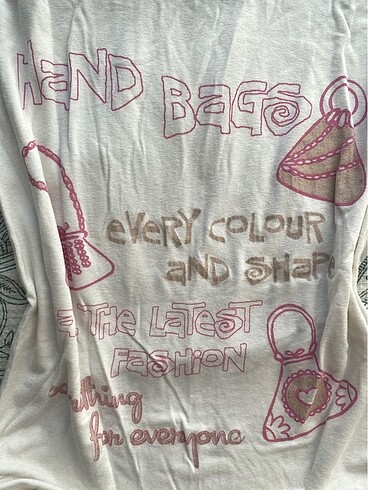 HAND BAGS
EVERY COLOUR
AND SHAPE
THE LATEST
FASHION
for everyone